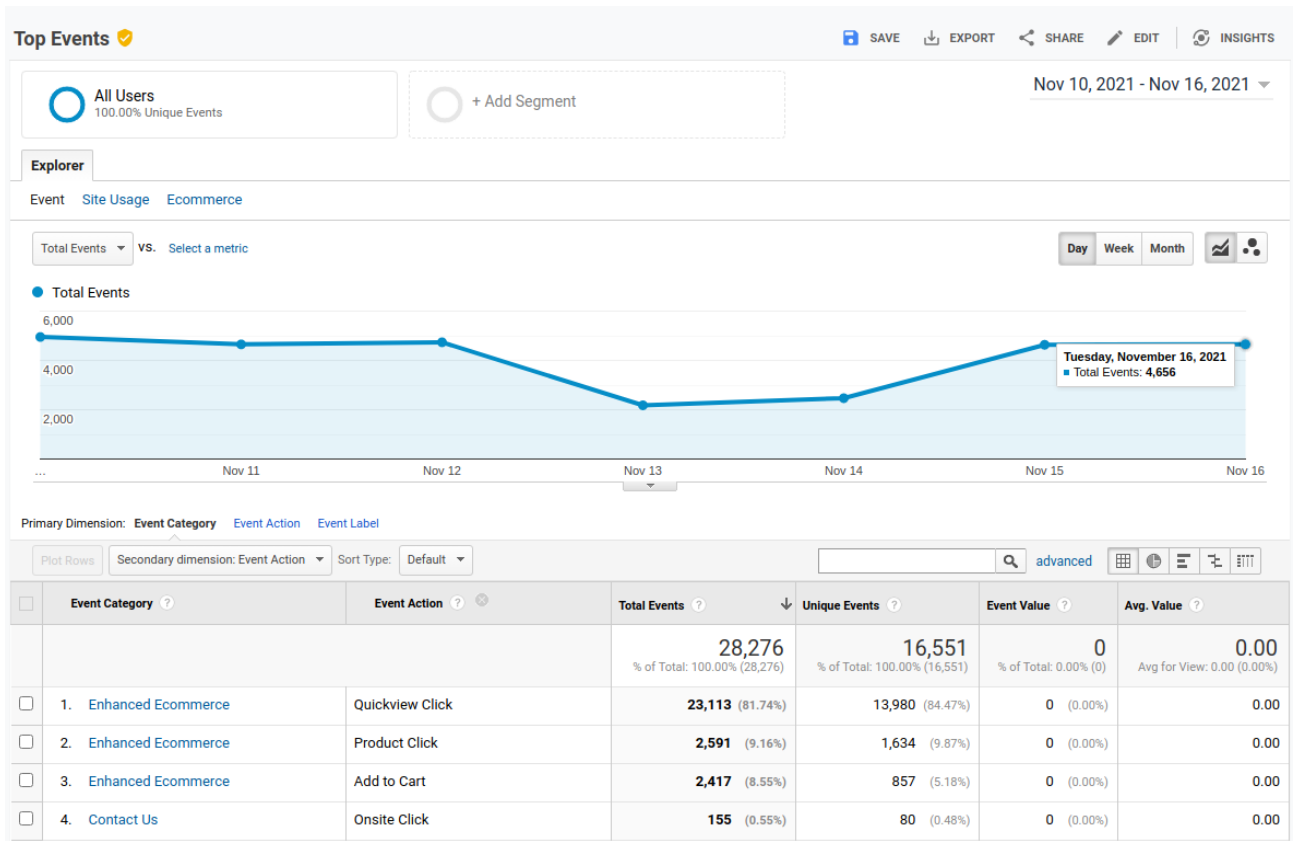 Top Events
SAVE EXPORT SHARE EDIT INSIGHTS
All Users
100.00% Unique Events
+ Add Segment
Nov 10, 2021 - Nov 16, 2021
Explorer
Event Site Usage Ecommerce
Total Events VS. Select a metric
Day Week Month
Total Events
6,000
4,000
2,000
Tuesday, November 16, 2021
Total Events: 4,656
... Nov 11 Nov 12 Nov 13 Nov 14 Nov 15 Nov 16
Primary Dimension: Event Category Event Action Event Label
Plot Rows Secondary dimension: Event Action Sort Type: Default advanced
Event Category ? Event Action ? Total Events ? Unique Events ? Event Value ? Avg. Value ?
28,276 16,551 0 0.00
% of Total: 100.00% (28,276) % of Total: 100.00% (16,551) % of Total: 0.00% (0) Avg for View: 0.00 (0.00%)
1. Enhanced Ecommerce Quickview Click 23,113 (81.74%) 13,980 (84.47%) 0 (0.00%) 0.00
2. Enhanced Ecommerce Product Click 2,591 (9.16%) 1,634 (9.87%) 0 (0.00%) 0.00
3. Enhanced Ecommerce Add to Cart 2,417 (8.55%) 857 (5.18%) 0 (0.00%) 0.00
4. Contact Us Onsite Click 155 (0.55%) 80 (0.48%) 0 (0.00%) 0.00